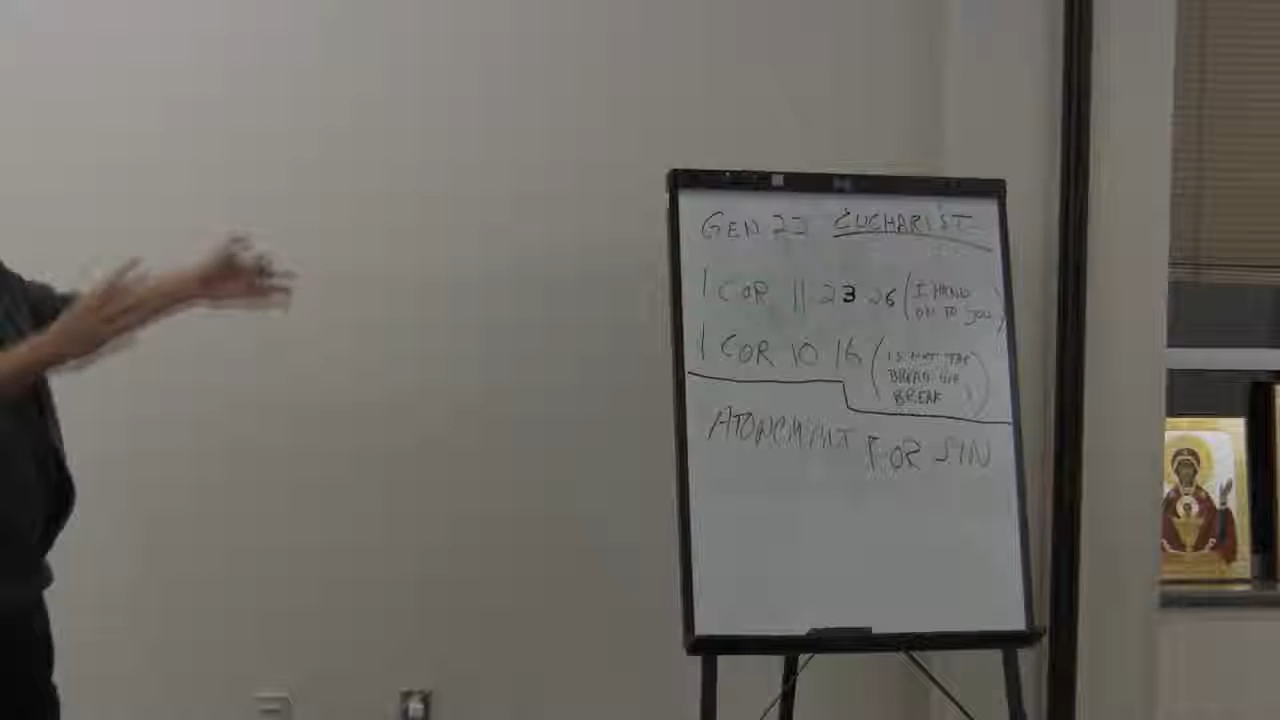 GEN 22 EUCHARIST
1 COR 11 23 26 (I HAND
ON TO YOU)
1 COR 10 16 (IS NOT THE
BREAD WE
BREAK)
ATONEMENT FOR SIN